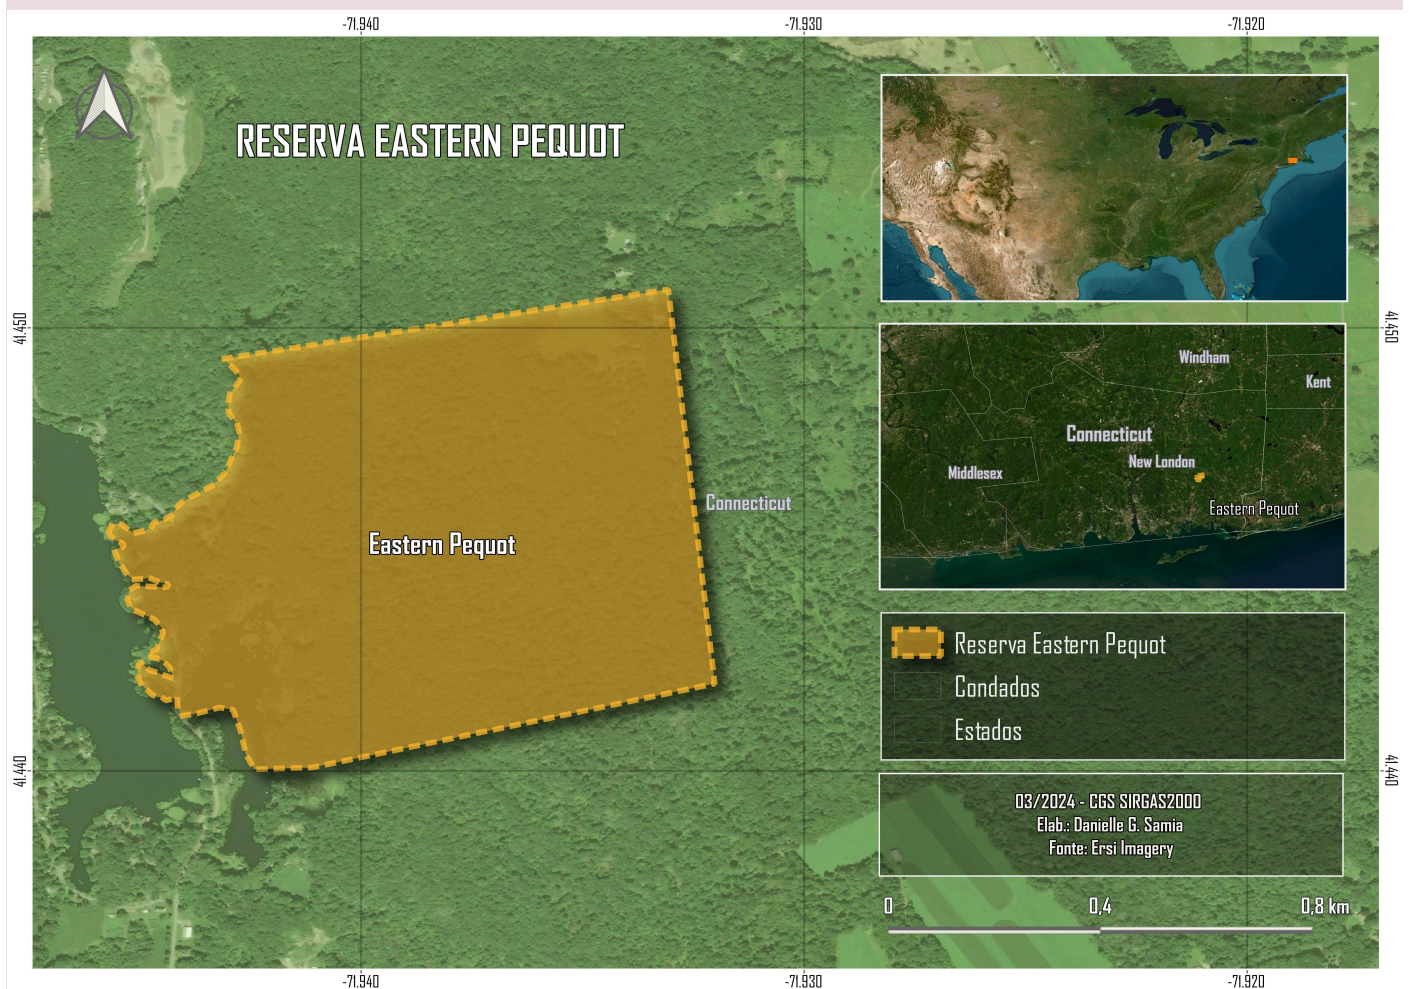 -71.940
-71.930
-71.920
RESERVA EASTERN PEQUOT
41.450
41.450
Windham
Kent
Connecticut
New London
Middlesex
Eastern Pequot
Connecticut
Eastern Pequot
Reserva Eastern Pequot
Condados
Estados
41.440
41.440
03/2024 - CGS SIRGAS2000
Elab.: Danielle G. Samia
Fonte: Ersi Imagery
0 0,4 0,8 km
-71.940
-71.930
-71.920